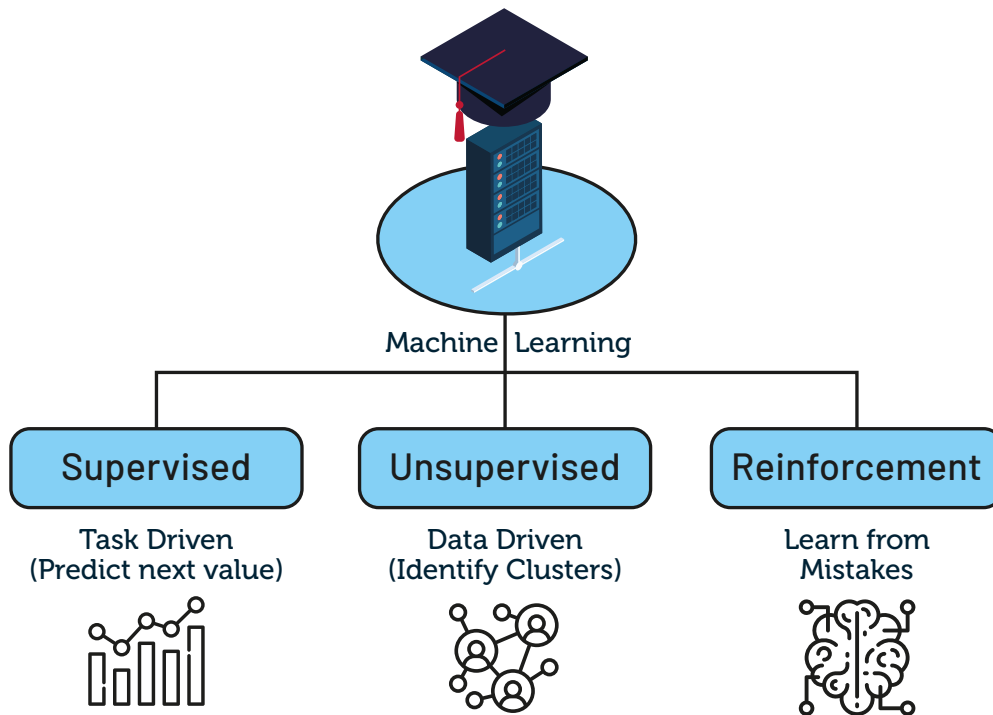 Machine Learning
Supervised
Task Driven
(Predict next value)
Unsupervised
Data Driven
(Identify Clusters)
Reinforcement
Learn from
Mistakes